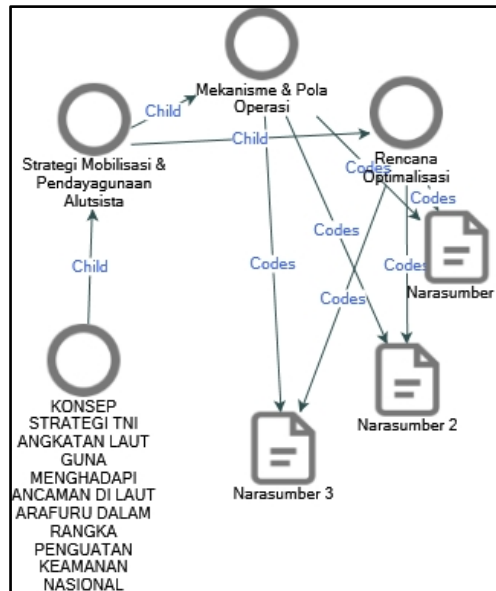 Mekanisme & Pola
Operasi
Child
Strategi Mobilisasi &
Pendayagunaan
Alutsista
Child
Rencana
Optimalisasi
Codes
Codes
Narasumber
Codes
Codes
Codes
Codes
Child
Narasumber 2
Narasumber 3
KONSEP
STRATEGI TNI
ANGKATAN LAUT
GUNA
MENGHADAPI
ANCAMAN DI LAUT
ARAFURU DALAM
RANGKA
PENGUATAN
KEAMANAN
NASIONAL